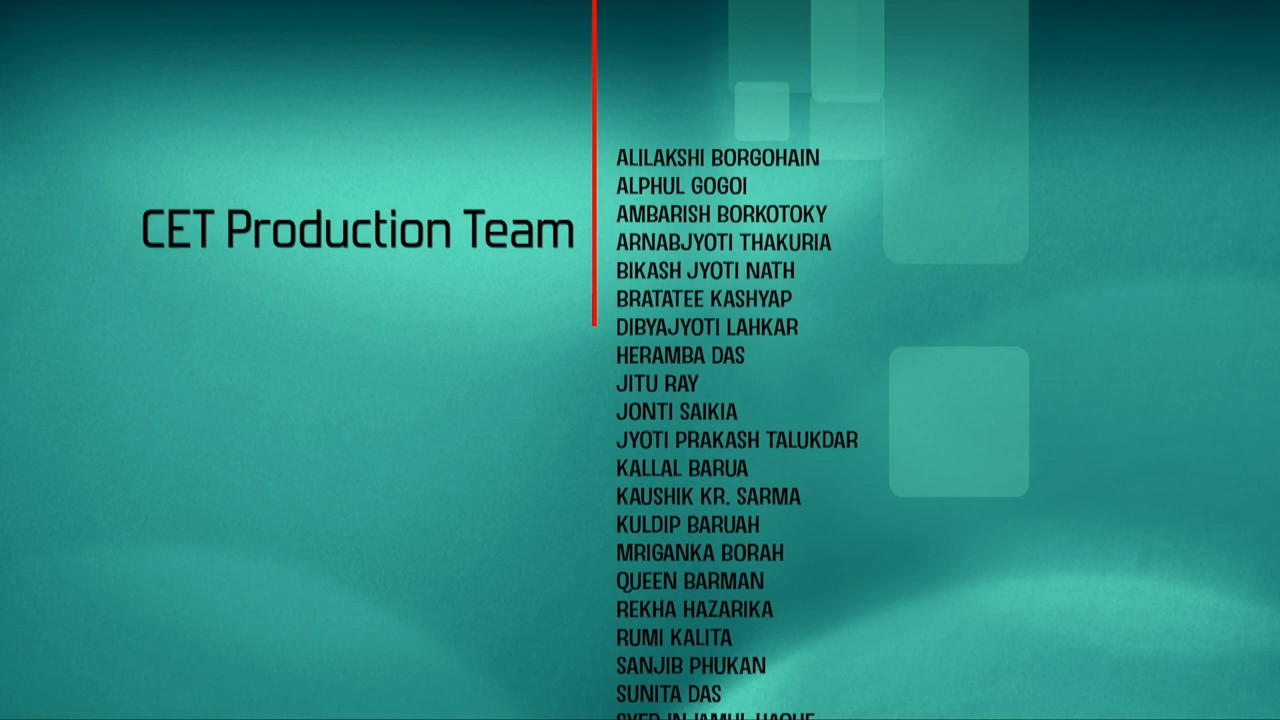 CET Production Team
ALILAKSHI BORGOHAIN
ALPHUL GOGOI
AMBARISH BORKOTOKY
ARNABJYOTI THAKURIA
BIKASH JYOTI NATH
BRATATEE KASHYAP
DIBYAJYOTI LAHKAR
HERAMBA DAS
JITU RAY
JONTI SAIKIA
JYOTI PRAKASH TALUKDAR
KALLAL BARUA
KAUSHIK KR. SARMA
KULDIP BARUAH
MRIGANKA BORAH
QUEEN BARMAN
REKHA HAZARIKA
RUMI KALITA
SANJIB PHUKAN
SUNITA DAS